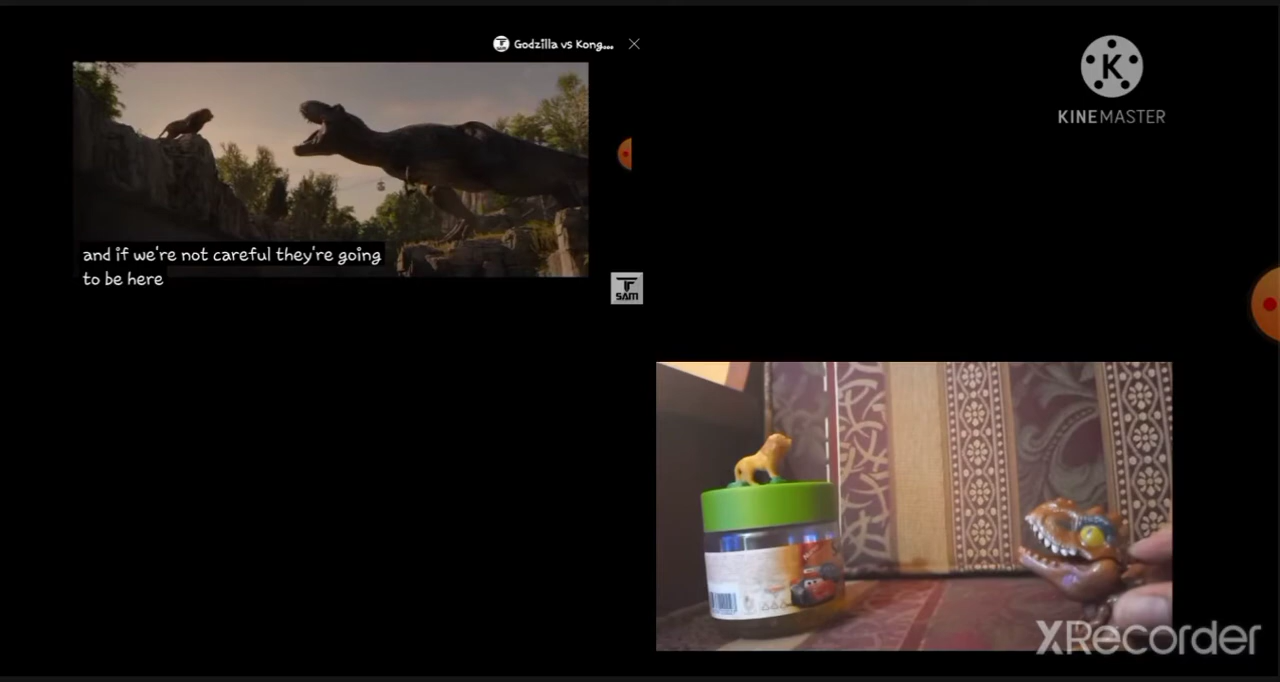 Godzilla vs Kong...
K
KINEMASTER
and if we're not careful they're going
to be here
SAM
XRecorder